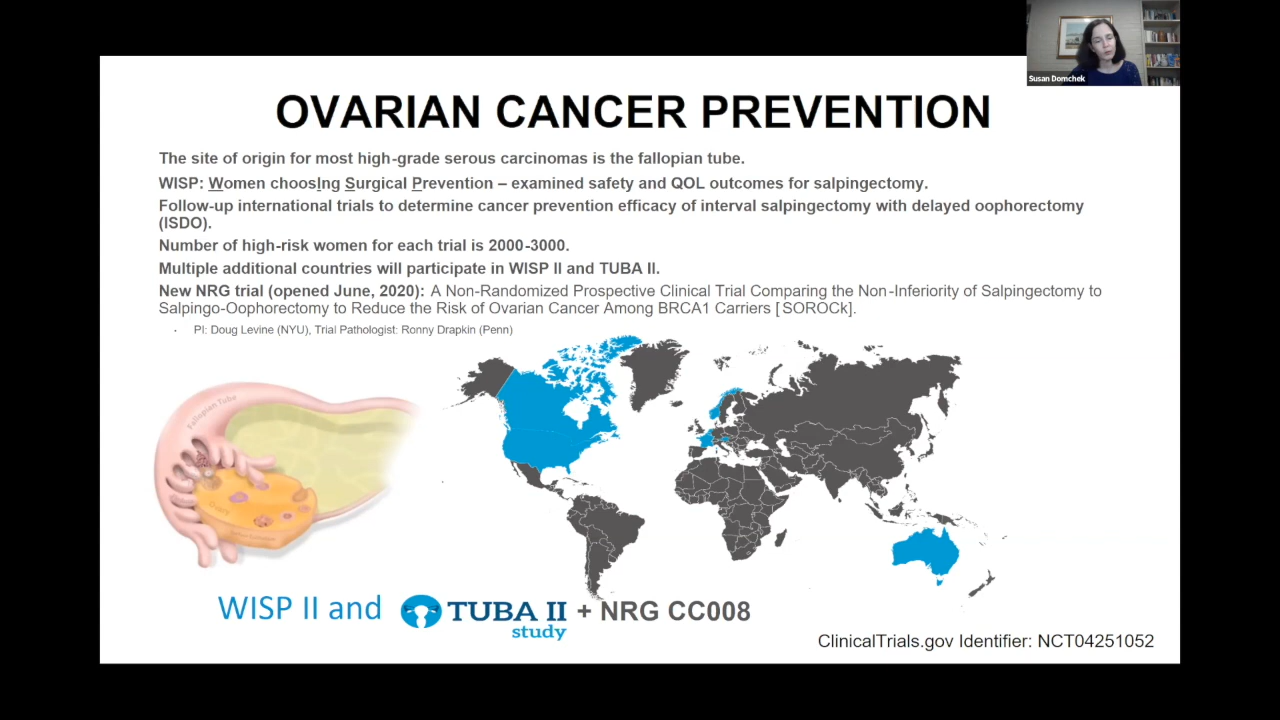 Susan Domchek
OVARIAN CANCER PREVENTION
The site of origin for most high-grade serous carcinomas is the fallopian tube.
WISP: Women choosIng Surgical Prevention – examined safety and QOL outcomes for salpingectomy.
Follow-up international trials to determine cancer prevention efficacy of interval salpingectomy with delayed oophorectomy
(ISDO).
Number of high-risk women for each trial is 2000-3000.
Multiple additional countries will participate in WISP II and TUBA II.
New NRG trial (opened June, 2020): A Non-Randomized Prospective Clinical Trial Comparing the Non-Inferiority of Salpingectomy to
Salpingo-Oophorectomy to Reduce the Risk of Ovarian Cancer Among BRCA1 Carriers [SOROCk].
· PI: Doug Levine (NYU), Trial Pathologist: Ronny Drapkin (Penn)
Fallopian Tube
Ovary
WISP II and TUBA II + NRG CC008
study
ClinicalTrials.gov Identifier: NCT04251052